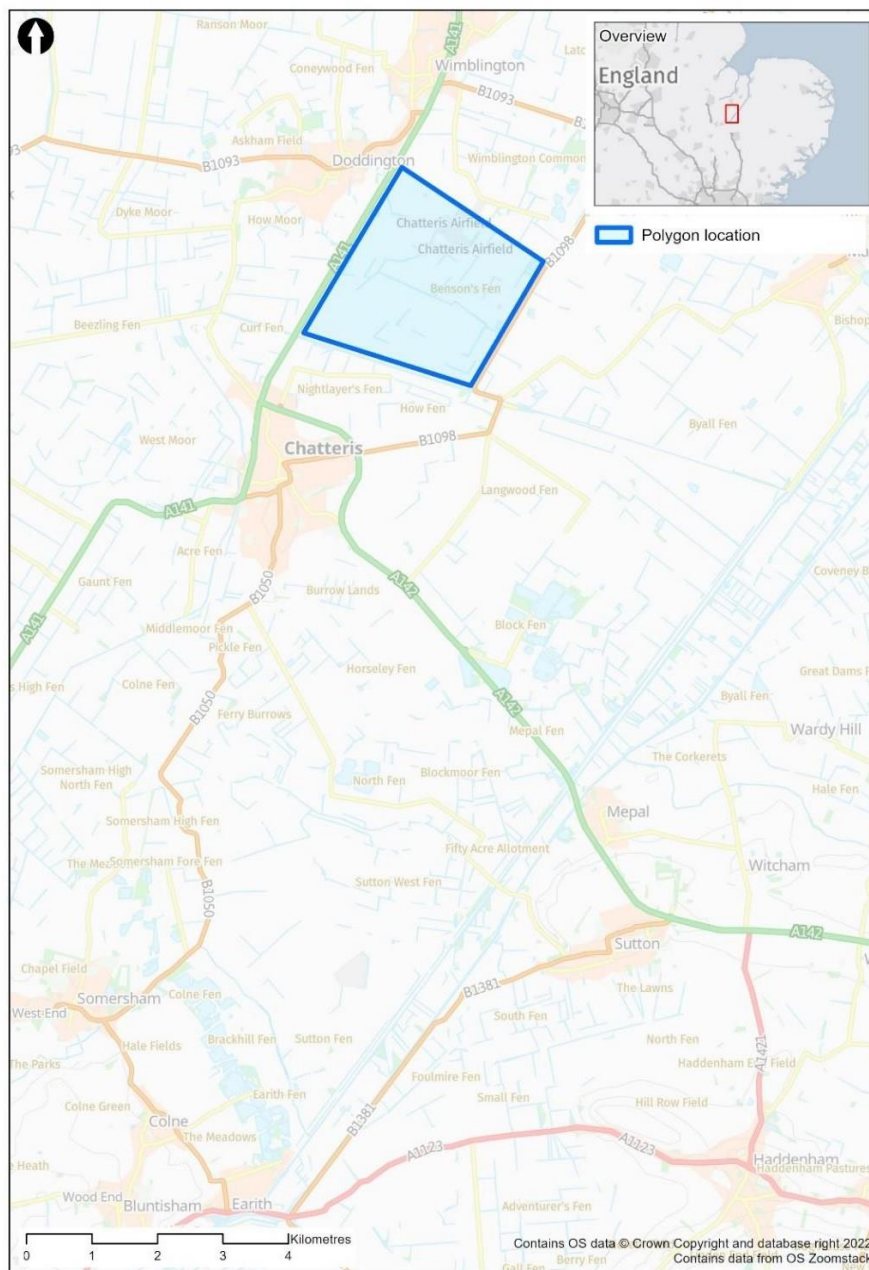 Ranson Moor
A141
Latc
Coneywood Fen
Wimblington
B1093
Askham Field
B1093
Doddington
Wimblington Common
Dyke Moor
How Moor
Chatteris Airfield
Chatteris Airfield
B1098
A141
Benson's Fen
Beezling Fen
Curf Fen
Bishop
Nightlayer's Fen
How Fen
Byall Fen
West Moor
Chatteris
B1098
Langwood Fen
A141
Acre Fen
Coveney B
Gaunt Fen
B1050
Burrow Lands
A142
Block Fen
A141
Middlemoor Fen
Pickle Fen
s High Fen
Colne Fen
Horseley Fen
Great Dams F
B1050
Ferry Burrows
A142
Byall Fen
Mepal Fen
Wardy Hill
The Corkerets
Somersham High
North Fen
North Fen
Blockmoor Fen
Hale Fen
Mepal
Somersham High Fen
Fifty Acre Allotment
The Mea
Somersham Fore Fen
Witcham
Sutton West Fen
B1050
A142
Sutton
Chapel Field
Somersham
Colne Fen
B1381
The Lawns
West End
South Fen
Brackhill Fen
Sutton Fen
North Fen
Hale Fields
The Parks
A1421
Foulmire Fen
Haddenham End Field
Earith Fen
Small Fen
Colne Green
Hill Row Field
Colne
The Meadows
B1381
A1123
A1123
e Heath
Haddenham
Wood End
Haddenham Pastures
Bluntisham
Earith
Adventurer's Fen
Gall Fen
Berry Fen
Overview
England
Polygon location
Kilometres
0 1 2 3 4
Contains OS data © Crown Copyright and database right 2022
Contains data from OS Zoomstack